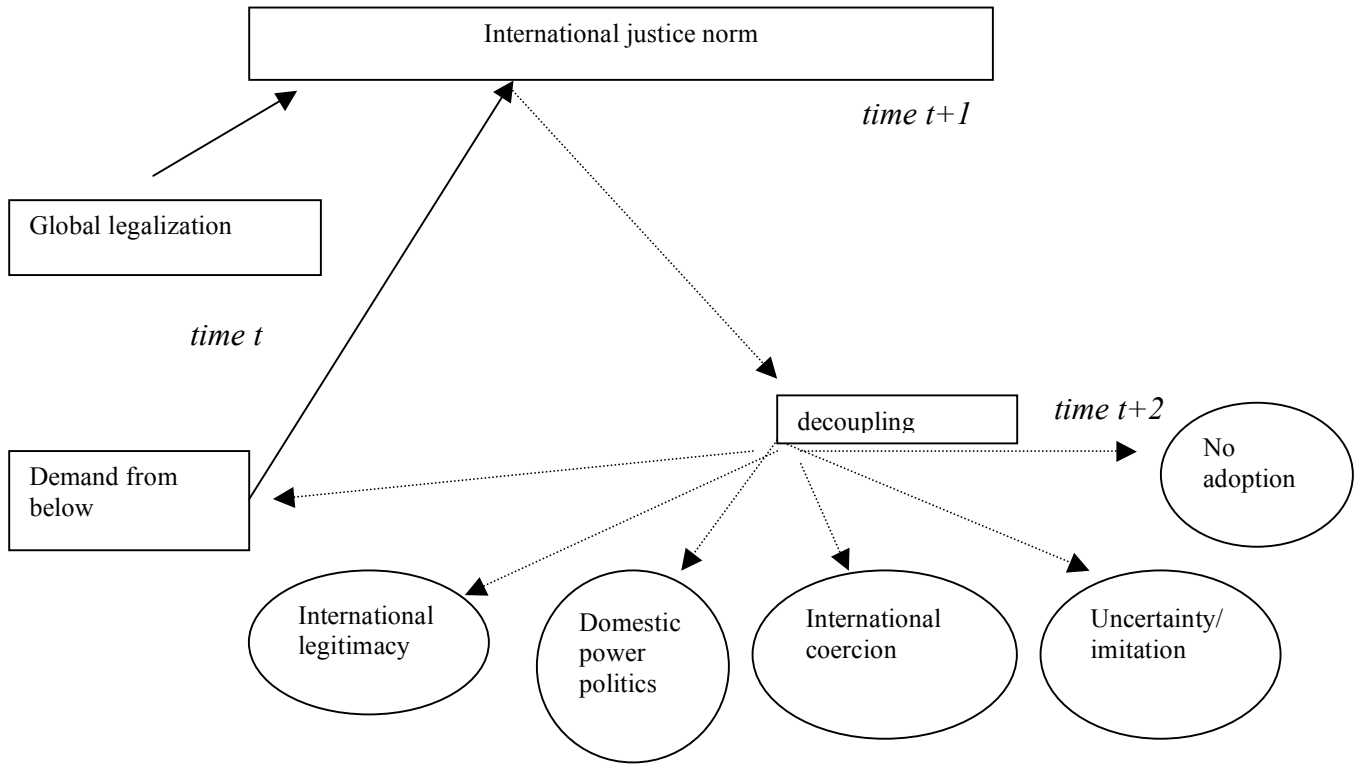 International justice norm
time t+1
Global legalization
time t
decoupling
time t+2
No
adoption
Demand from
below
International
legitimacy
Domestic
power
politics
International
coercion
Uncertainty/
imitation